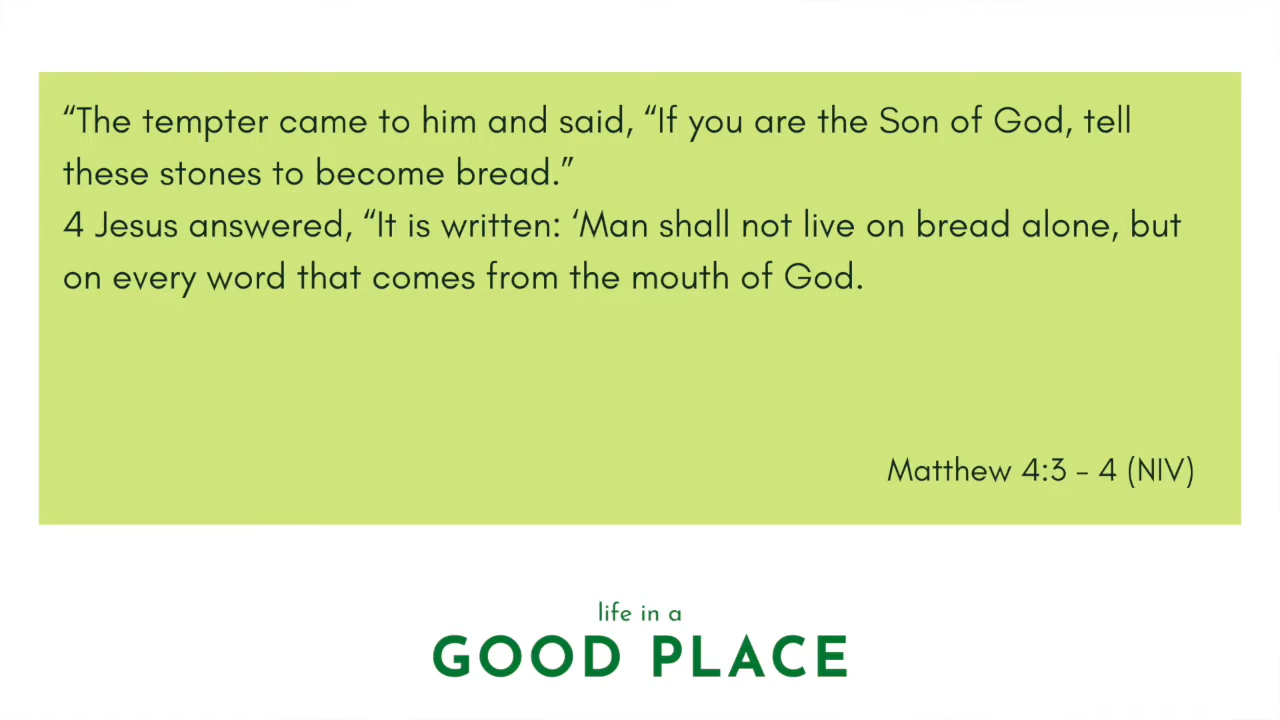 “The tempter came to him and said, “If you are the Son of God, tell
these stones to become bread.”
4 Jesus answered, “It is written: ‘Man shall not live on bread alone, but
on every word that comes from the mouth of God.
Matthew 4:3 - 4 (NIV)
life in a
GOOD PLACE